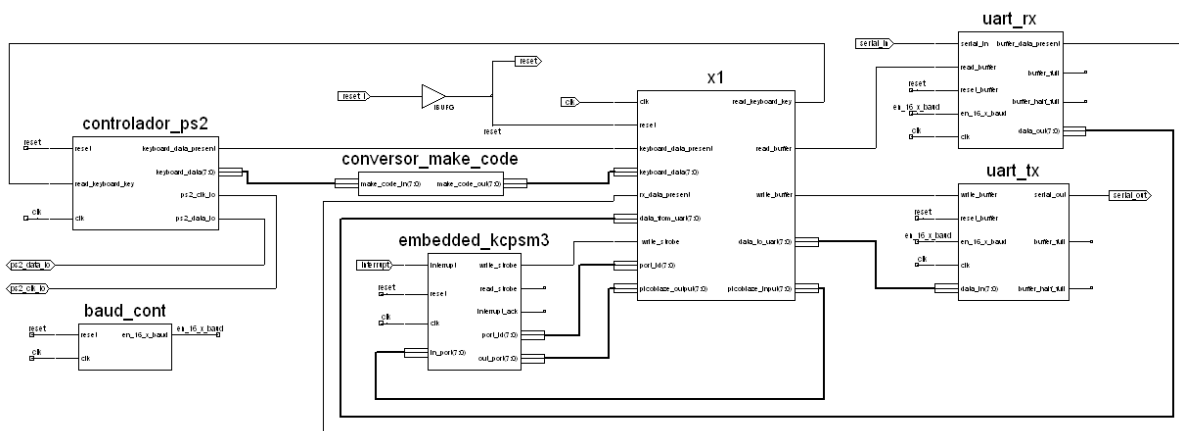 uart_rx
serial_in
serial_in
buffer_data_present
read_buffer
buffer_full
reset
reset_buffer
buffer_half_full
en_16_x_baud
en_16_x_baud
clk
clk
data_out(7:0)
reset
reset_i
IBUFG
reset
x1
clk
clk
read_keyboard_key
reset
keyboard_data_present
read_buffer
keyboard_data(7:0)
rx_data_present
write_buffer
data_from_uart(7:0)
write_strobe
data_to_uart(7:0)
port_id(7:0)
picoblaze_output(7:0)
picoblaze_input(7:0)
controlador_ps2
reset
reset
keyboard_data_present
keyboard_data(7:0)
read_keyboard_key
ps2_clk_io
clk
clk
ps2_data_io
ps2_data_io
ps2_clk_io
conversor_make_code
make_code_in(7:0)
make_code_out(7:0)
uart_tx
write_buffer
serial_out
serial_out
reset
reset_buffer
en_16_x_baud
en_16_x_baud
buffer_full
clk
clk
data_in(7:0)
buffer_half_full
embedded_kcpsm3
interrupt
interrupt
write_strobe
reset
reset
read_strobe
interrupt_ack
clk
clk
port_id(7:0)
in_port(7:0)
out_port(7:0)
baud_cont
reset
reset
en_16_x_baud
en_16_x_baud
clk
clk